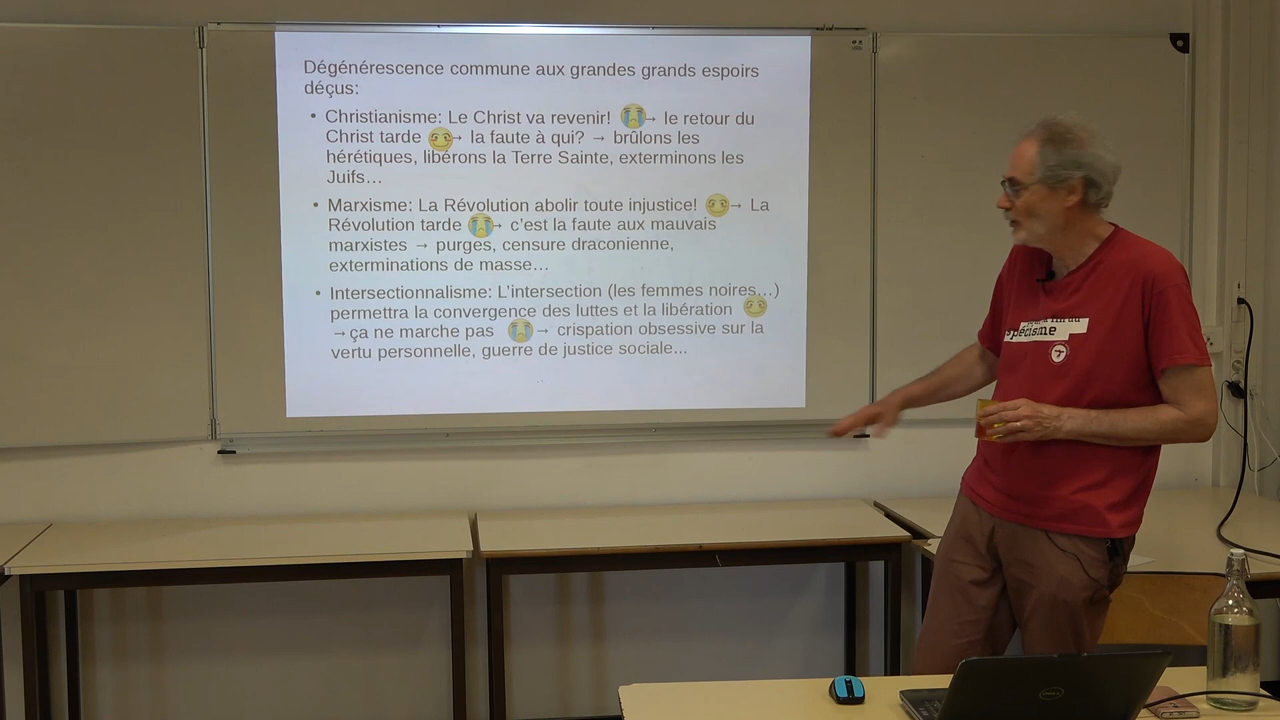 Dégénérescence commune aux grandes grands espoirs
déçus:
• Christianisme: Le Christ va revenir! → le retour du
Christ tarde → la faute à qui? → brûlons les
hérétiques, libérons la Terre Sainte, exterminons les
Juifs…
• Marxisme: La Révolution abolir toute injustice! → La
Révolution tarde → c'est la faute aux mauvais
marxistes → purges, censure draconienne,
exterminations de masse…
• Intersectionnalisme: L'intersection (les femmes noires…)
permettra la convergence des luttes et la libération
→ ça ne marche pas → crispation obsessive sur la
vertu personnelle, guerre de justice sociale...
la fin du
spécisme
DELL